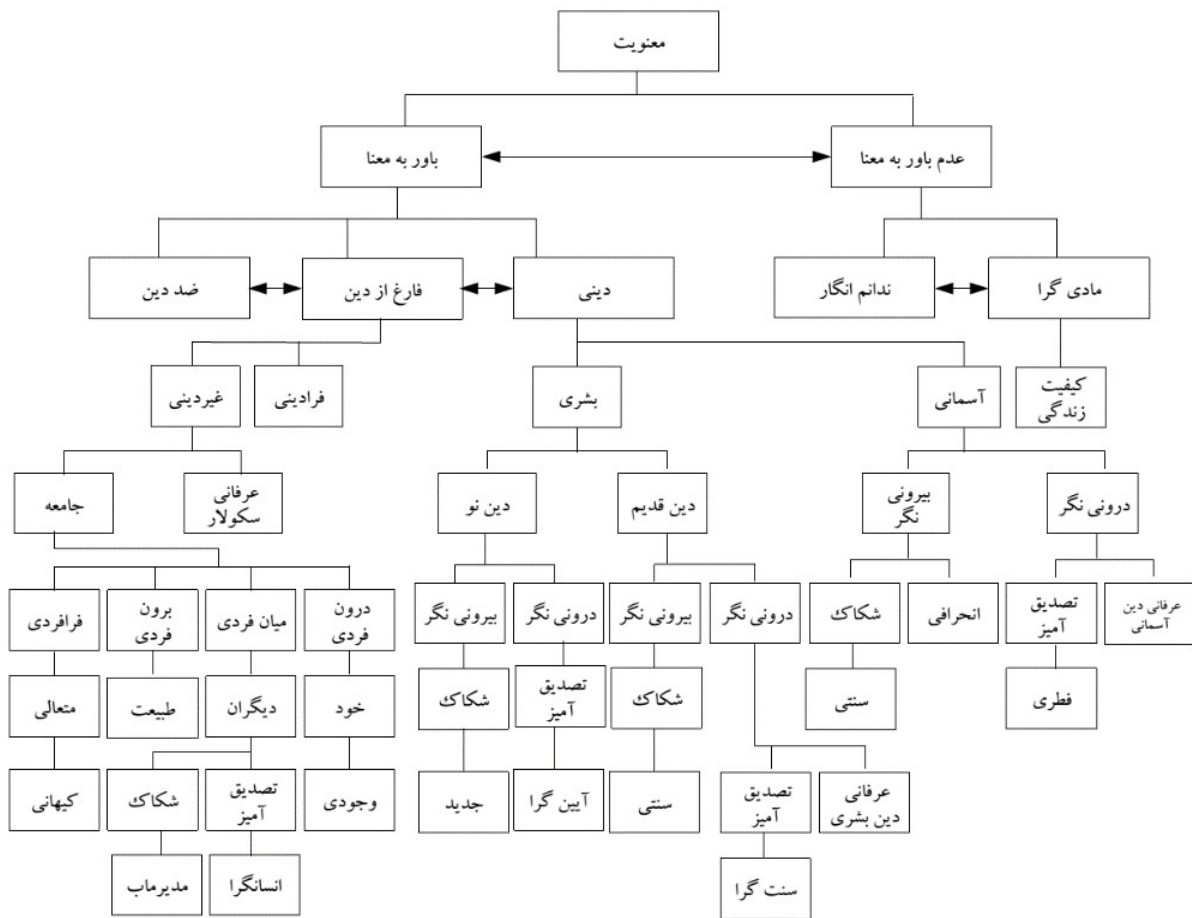 معنویت
عدم باور به معنا
باور به معنا
مادی گرا
ندانم انگار
دینی
فارغ از دین
ضد دین
کیفیت
زندگی
آسمانی
بشری
فرادینی
غیردینی
درونی نگر
بیرونی
نگر
دین قدیم
دین نو
عرفانی
سکولار
جامعه
عرفانی دین
آسمانی
تصدیق
آمیز
انحرافی
شکاک
درونی نگر
بیرونی نگر
درونی نگر
بیرونی نگر
درون
فردی
میان فردی
برون
فردی
فرافردی
فطری
سنتی
شکاک
تصدیق
آمیز
شکاک
خود
دیگران
طبیعت
متعالی
عرفانی
دین بشری
تصدیق
آمیز
سنتی
آیین گرا
جدید
وجودی
تصدیق
آمیز
شکاک
کیهانی
سنت گرا
انسانگرا
مدیرماب